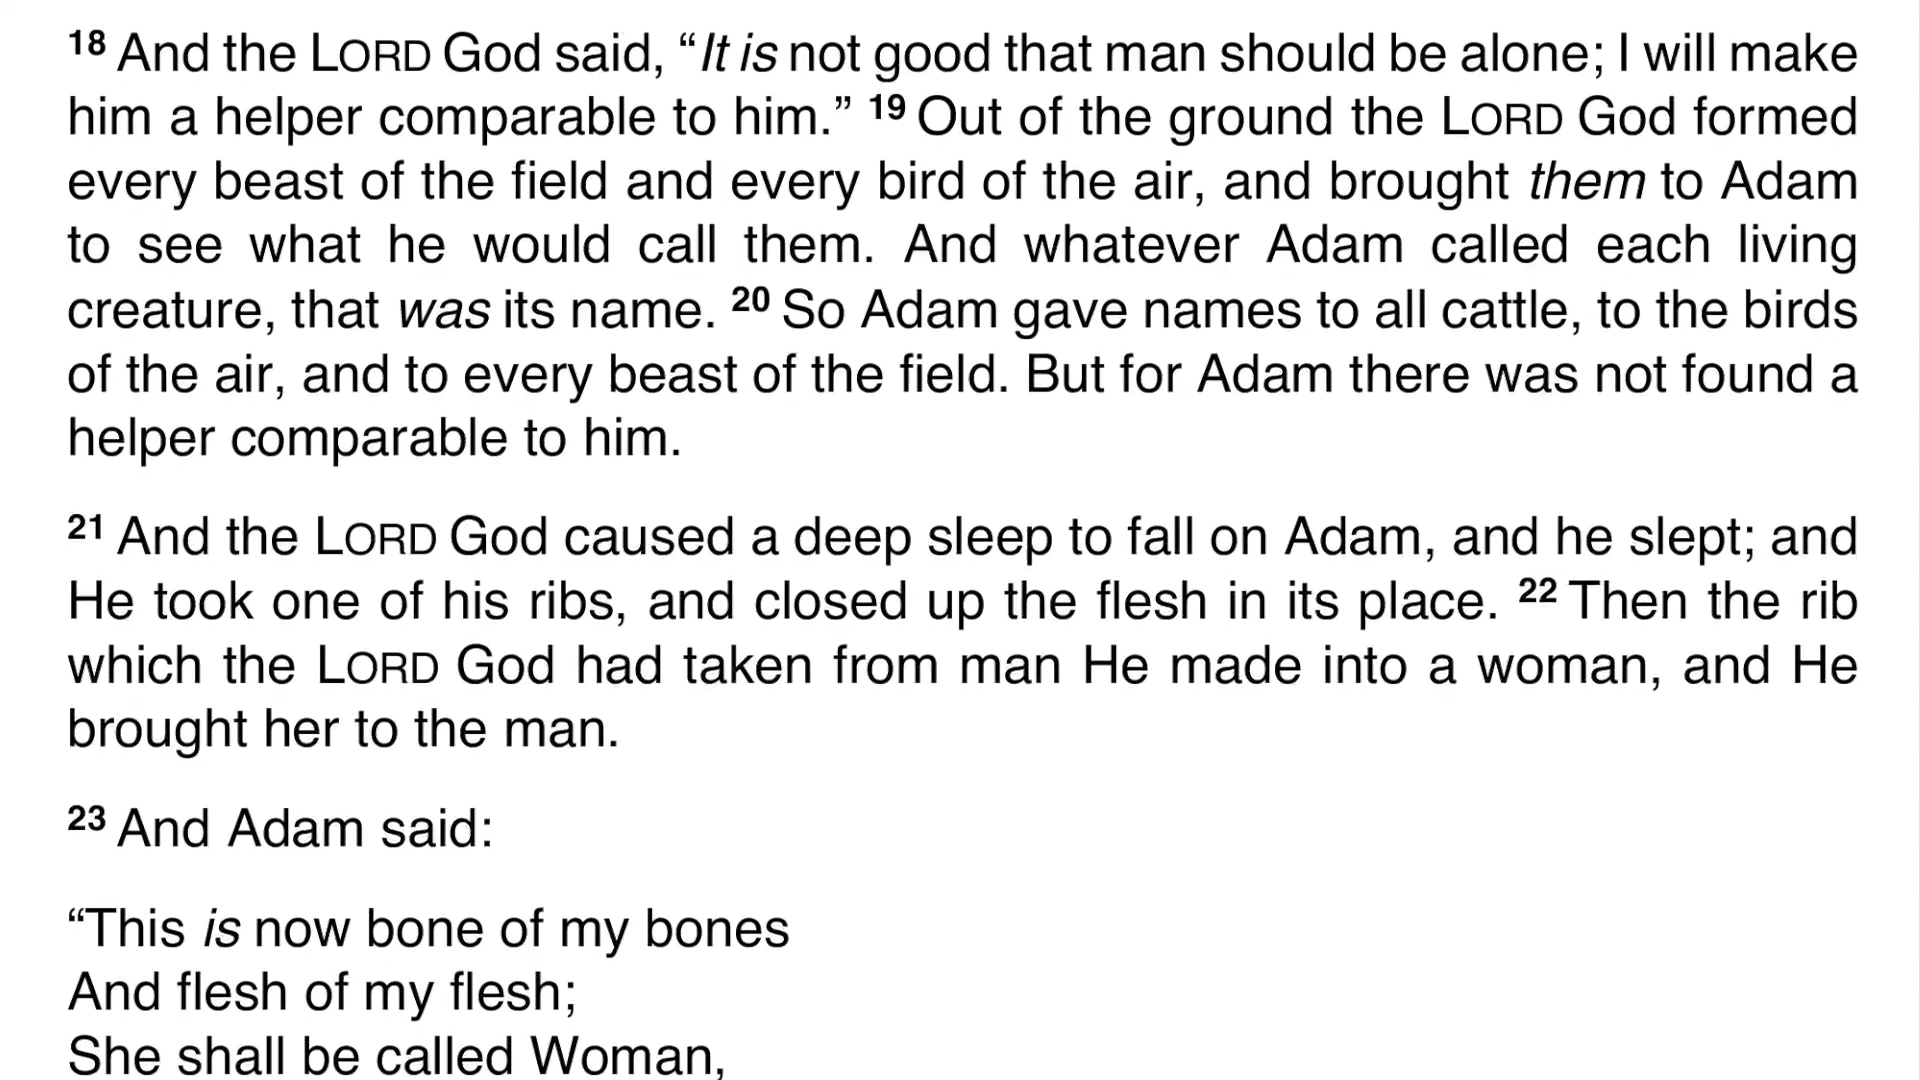 18 And the LORD God said, “It is not good that man should be alone; I will make
him a helper comparable to him.” 19 Out of the ground the LORD God formed
every beast of the field and every bird of the air, and brought them to Adam
to see what he would call them. And whatever Adam called each living
creature, that was its name. 20 So Adam gave names to all cattle, to the birds
of the air, and to every beast of the field. But for Adam there was not found a
helper comparable to him.
21 And the LORD God caused a deep sleep to fall on Adam, and he slept; and
He took one of his ribs, and closed up the flesh in its place. 22 Then the rib
which the LORD God had taken from man He made into a woman, and He
brought her to the man.
23 And Adam said:
“This is now bone of my bones
And flesh of my flesh;
She shall be called Woman,